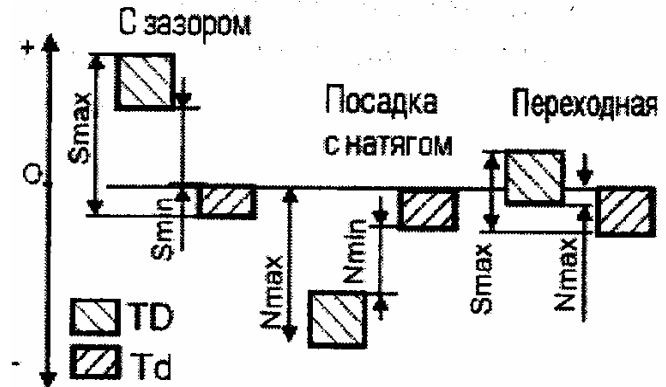 С зазором
+
Smax
O
Smin
Посадка
с натягом
Nmax
Nmin
Переходная
Smax
Nmax
TD
Td
-